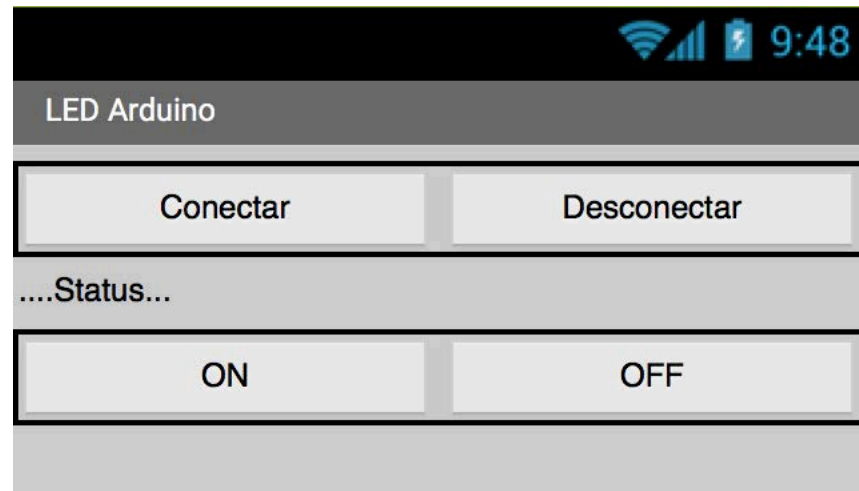 9:48
LED Arduino
Conectar Desconectar
....Status...
ON OFF